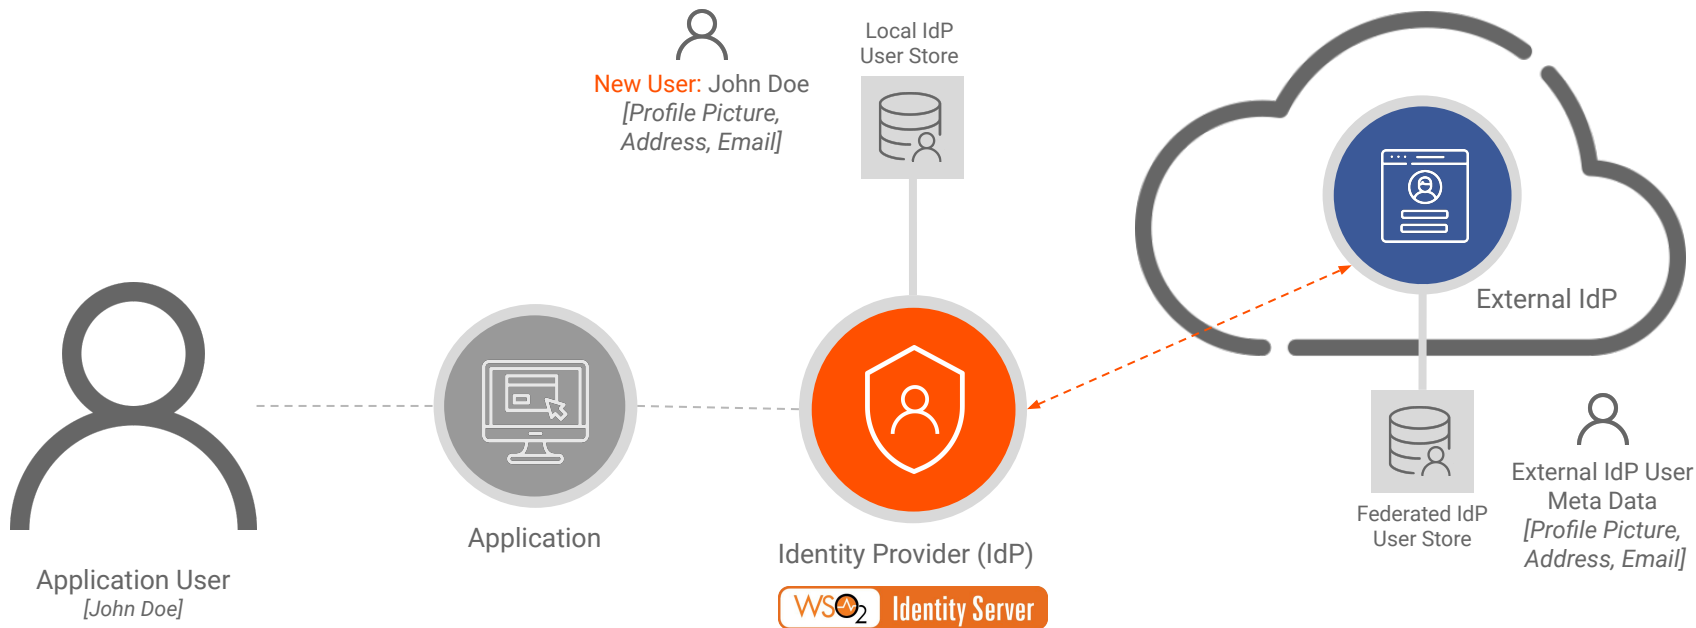 Local IdP
User Store
New User: John Doe
[Profile Picture,
Address, Email]
External IdP
Application
Identity Provider (IdP)
WSO2 Identity Server
Application User
[John Doe]
Federated IdP
User Store
External IdP User
Meta Data
[Profile Picture,
Address, Email]